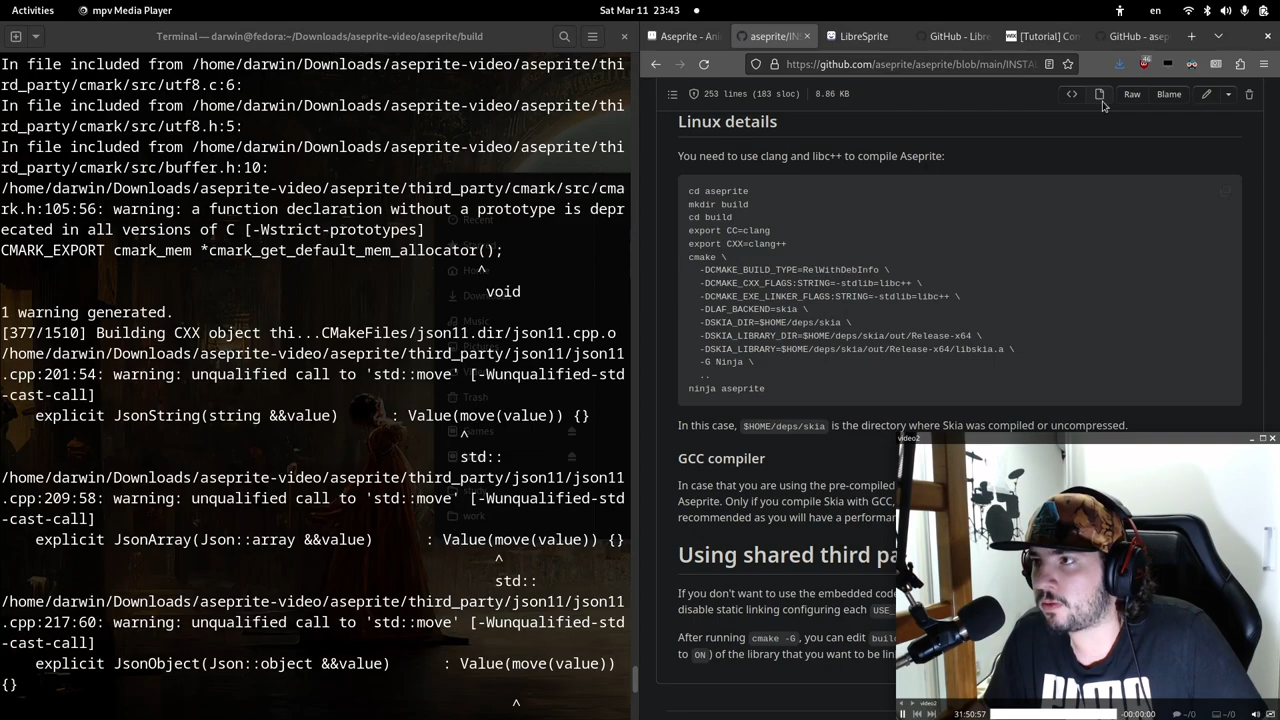 Activities
mpv Media Player
Sat Mar 11 23:43
en
Terminal — darwin@fedora:~/Downloads/aseprite-video/aseprite/build
In file included from /home/darwin/Downloads/aseprite-video/aseprite/thi
rd_party/cmark/src/utf8.c:6:
In file included from /home/darwin/Downloads/aseprite-video/aseprite/thi
rd_party/cmark/src/utf8.h:5:
In file included from /home/darwin/Downloads/aseprite-video/aseprite/thi
rd_party/cmark/src/buffer.h:10:
/home/darwin/Downloads/aseprite-video/aseprite/third_party/cmark/src/cma
rk.h:105:56: warning: a function declaration without a prototype is depr
ecated in all versions of C [-Wstrict-prototypes]
CMARK_EXPORT cmark_mem *cmark_get_default_mem_allocator();
^
void
1 warning generated.
[377/1510] Building CXX object thi...CMakeFiles/json11.dir/json11.cpp.o
/home/darwin/Downloads/aseprite-video/aseprite/third_party/json11/json11
.cpp:201:54: warning: unqualified call to 'std::move' [-Wunqualified-std
-cast-call]
explicit JsonString(string &&value) : Value(move(value)) {}
^
std::
/home/darwin/Downloads/aseprite-video/aseprite/third_party/json11/json11
.cpp:209:58: warning: unqualified call to 'std::move' [-Wunqualified-std
-cast-call]
explicit JsonArray(Json::array &&value) : Value(move(value)) {}
^
std::
/home/darwin/Downloads/aseprite-video/aseprite/third_party/json11/json11
.cpp:217:60: warning: unqualified call to 'std::move' [-Wunqualified-std
-cast-call]
explicit JsonObject(Json::object &&value) : Value(move(value))
{}
^
Recent
Music
Trash
Games
work
Aseprite - Ani
aseprite/INS
LibreSprite
GitHub - Libre
[Tutorial] Com
GitHub - asep
https://github.com/aseprite/aseprite/blob/main/INSTA
46
253 lines (183 sloc)
8.86 KB
Raw
Blame
Linux details
You need to use clang and libc++ to compile Aseprite:
cd aseprite
mkdir build
cd build
export CC=clang
export CXX=clang++
cmake \
-DCMAKE_BUILD_TYPE=RelWithDebInfo \
-DCMAKE_CXX_FLAGS:STRING=-stdlib=libc++ \
-DCMAKE_EXE_LINKER_FLAGS:STRING=-stdlib=libc++ \
-DLAF_BACKEND=skia \
-DSKIA_DIR=$HOME/deps/skia \
-DSKIA_LIBRARY_DIR=$HOME/deps/skia/out/Release-x64 \
-DSKIA_LIBRARY=$HOME/deps/skia/out/Release-x64/libskia.a \
-G Ninja \
..
ninja aseprite
In this case, $HOME/deps/skia is the directory where Skia was compiled or uncompressed.
GCC compiler
In case that you are using the pre-compiled
Aseprite. Only if you compile Skia with GCC,
recommended as you will have a performa
Using shared third pa
If you don't want to use the embedded code
disable static linking configuring each USE_
After running cmake -G, you can edit buil
to ON ) of the library that you want to be lin
video2
video2
31:50:57
-00:00:00
-/0
-/0